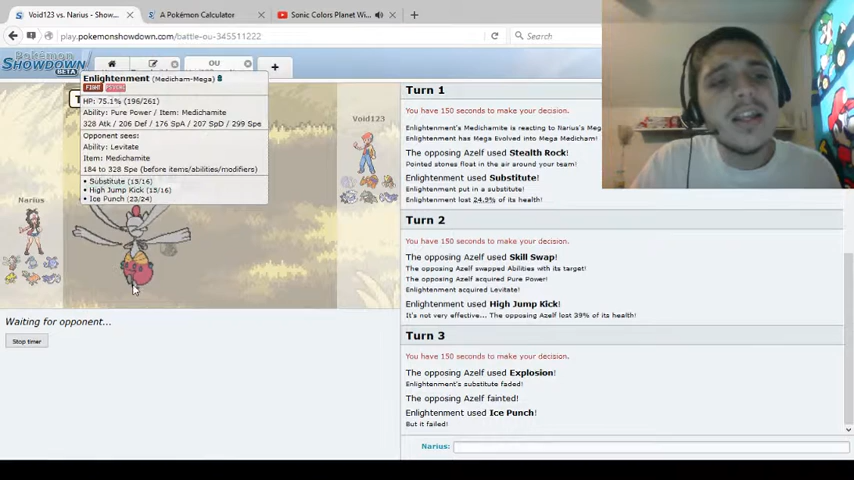 Void123 vs. Narius - Show...
A Pokémon Calculator
Sonic Colors Planet Wi...
play.pokemonshowdown.com/battle-ou-345511222
Search
Pokémon
SHOWDOWN
BETA
OU
Enlightenment (Medicham-Mega)
FIGHT PSYCHC
HP: 75.1% (196/261)
Ability: Pure Power / Item: Medichamite
328 Atk / 206 Def / 176 SpA / 207 SpD / 299 Spe
Opponent sees:
Ability: Levitate
Item: Medichamite
184 to 328 Spe (before items/abilities/modifiers)
• Substitute (15/16)
• High Jump Kick (15/16)
• Ice Punch (23/24)
T
Void123
Narius
Waiting for opponent...
Stop timer
Turn 1
You have 150 seconds to make your decision.
Enlightenment's Medichamite is reacting to Narius's Meg
Enlightenment has Mega Evolved into Mega Medicham!
The opposing Azelf used Stealth Rock!
Pointed stones float in the air around your team!
Enlightenment used Substitute!
Enlightenment put in a substitute!
Enlightenment lost 24.9% of its health!
Turn 2
You have 150 seconds to make your decision.
The opposing Azelf used Skill Swap!
The opposing Azelf swapped Abilities with its target!
The opposing Azelf acquired Pure Power!
Enlightenment acquired Levitate!
Enlightenment used High Jump Kick!
It's not very effective... The opposing Azelf lost 39% of its health!
Turn 3
You have 150 seconds to make your decision.
The opposing Azelf used Explosion!
Enlightenment's substitute faded!
The opposing Azelf fainted!
Enlightenment used Ice Punch!
But it failed!
Narius: